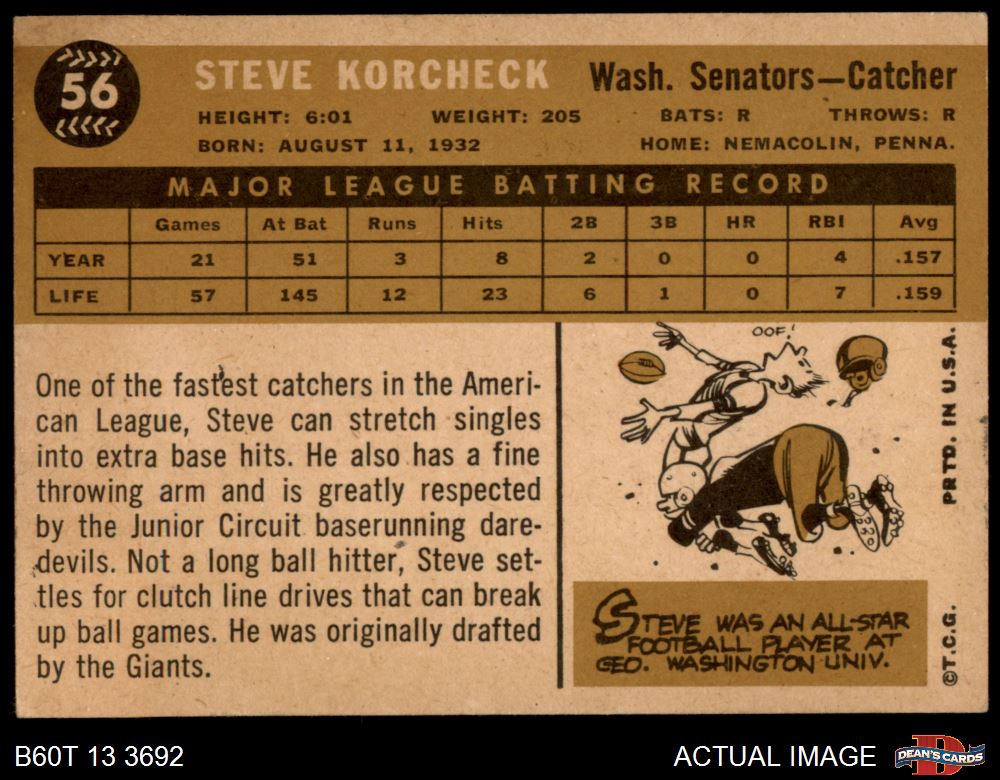 56
STEVE KORCHECK Wash. Senators—Catcher
HEIGHT: 6:01 WEIGHT: 205 BATS: R THROWS: R
BORN: AUGUST 11, 1932 HOME: NEMACOLIN, PENNA.
MAJOR LEAGUE BATTING RECORD
Games At Bat Runs Hits 2B 3B HR RBI Avg
YEAR 21 51 3 8 2 0 0 4 .157
LIFE 57 145 12 23 6 1 0 7 .159
One of the fastest catchers in the Ameri-
can League, Steve can stretch singles
into extra base hits. He also has a fine
throwing arm and is greatly respected
by the Junior Circuit baserunning dare-
devils. Not a long ball hitter, Steve set-
tles for clutch line drives that can break
up ball games. He was originally drafted
by the Giants.
OOF!
STEVE WAS AN ALL-STAR
FOOTBALL PLAYER AT
GEO. WASHINGTON UNIV.
©T.C.G. PRTD. IN U.S.A.
B60T 13 3692 ACTUAL IMAGE
D
DEAN'S CARDS